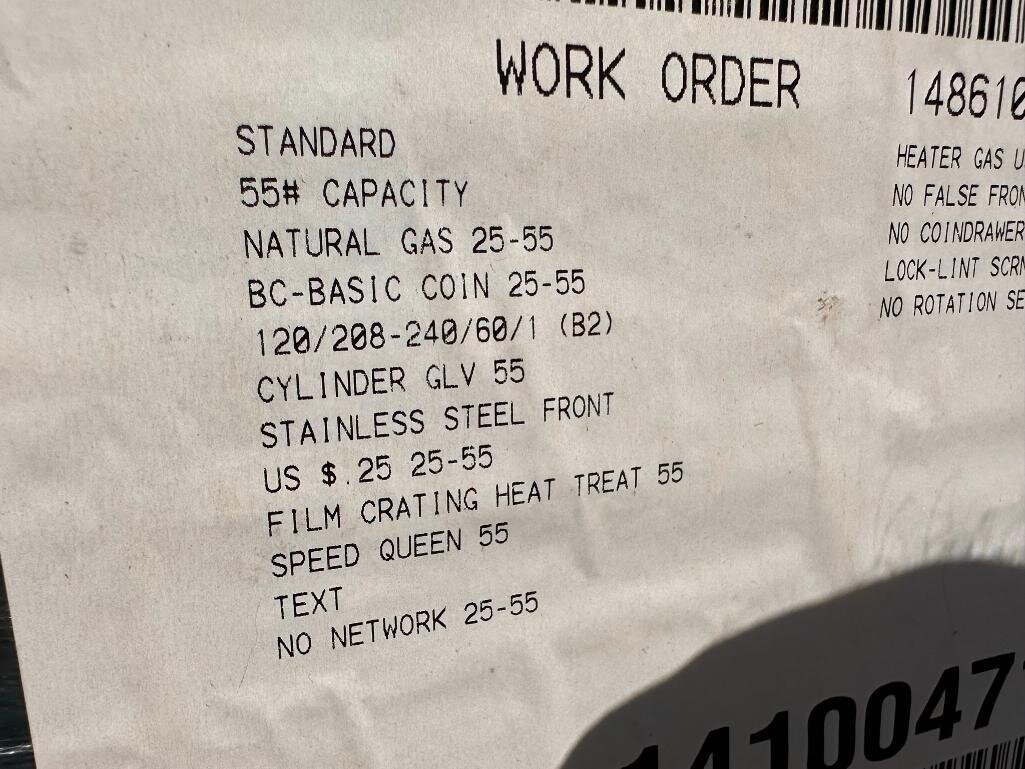 WORK ORDER 148610
STANDARD
55# CAPACITY
NATURAL GAS 25-55
BC-BASIC COIN 25-55
120/208-240/60/1 (B2)
CYLINDER GLV 55
STAINLESS STEEL FRONT
US $.25 25-55
FILM CRATING HEAT TREAT 55
SPEED QUEEN 55
TEXT
NO NETWORK 25-55
HEATER GAS
NO FALSE
NO COINDRAWER
LOCK-LINT
NO ROTATION